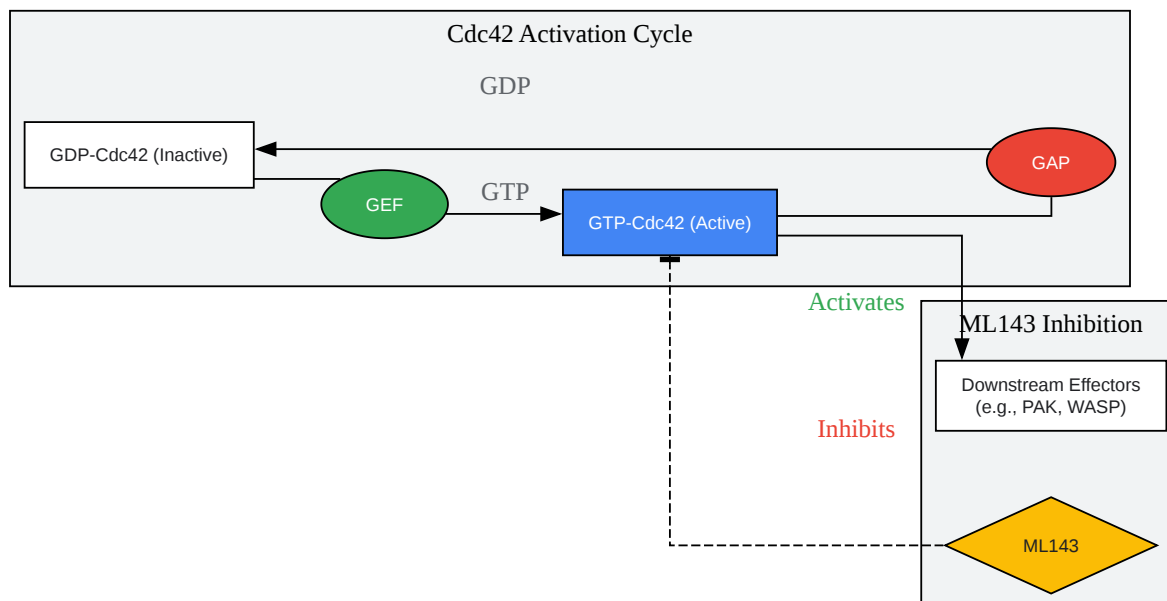 Cdc42 Activation Cycle
GDP
GDP-Cdc42 (Inactive)
GAP
GEF
GTP
GTP-Cdc42 (Active)
Activates
ML143 Inhibition
Downstream Effectors
(e.g., PAK, WASP)
Inhibits
ML143